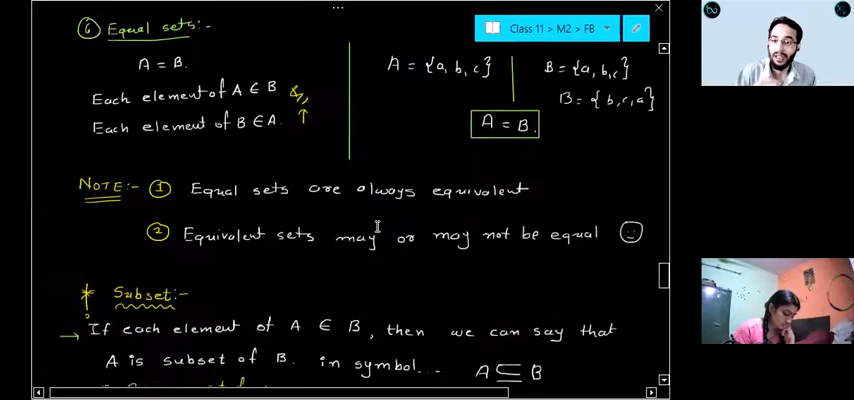 Class 11 > M2 > FB
⑥ Equal sets:-
A = B.
Each element of A ∈ B &,
Each element of B ∈ A.
A = {a, b, c}
B = {a, b, c}
B = {b, c, a}
A = B.
NOTE:- ① Equal sets are always equivalent
② Equivalent sets may or may not be equal
* Subset:-
→ If each element of A ∈ B, then we can say that
A is subset of B. in symbol... A ⊆ B